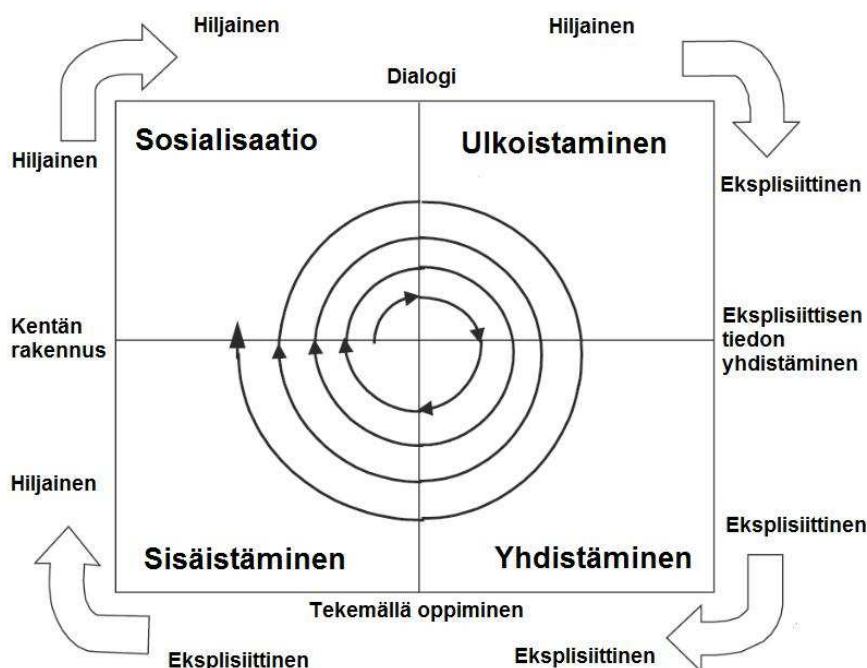 Hiljainen
Hiljainen
Dialogi
Sosialisaatio
Ulkoistaminen
Hiljainen
Eksplisiittinen
Kentän
rakennus
Eksplisiittisen
tiedon
yhdistäminen
Hiljainen
Eksplisiittinen
Sisäistäminen
Yhdistäminen
Tekemällä oppiminen
Eksplisiittinen
Eksplisiittinen